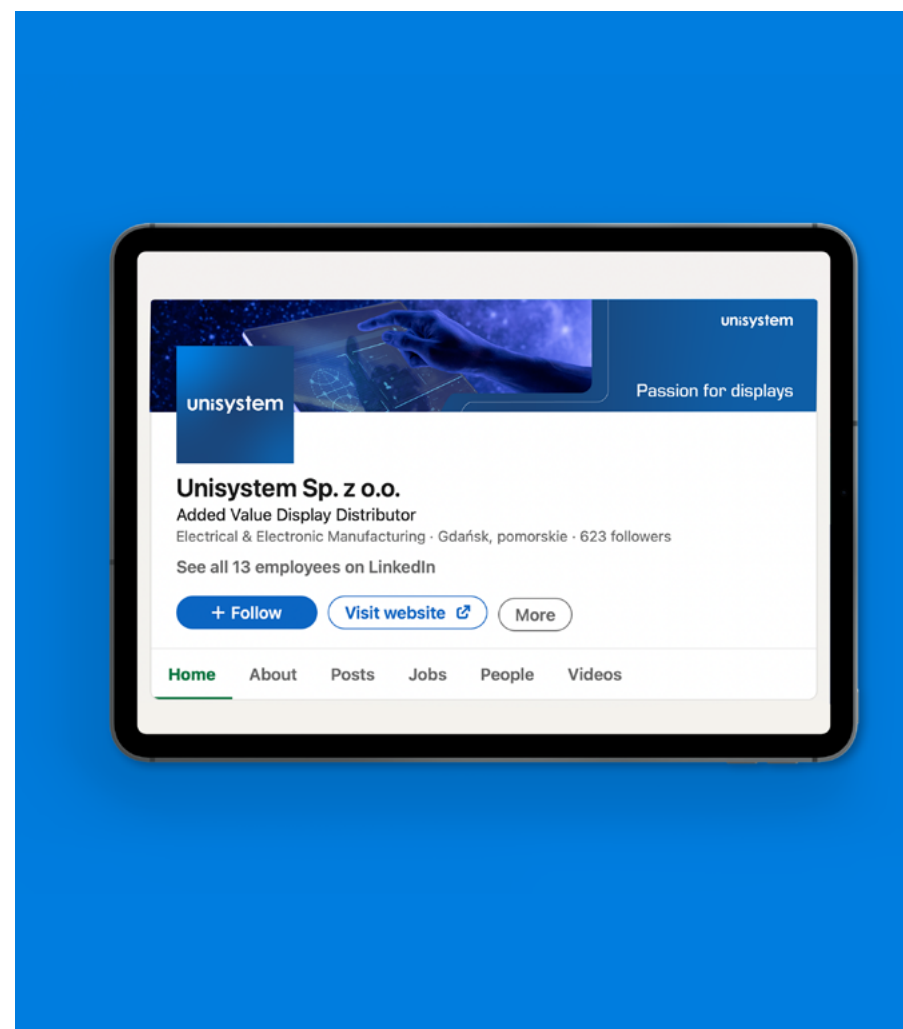 unisystem
Passion for displays
unisystem
Unisystem Sp. z o.o.
Added Value Display Distributor
Electrical & Electronic Manufacturing · Gdańsk, pomorskie · 623 followers
See all 13 employees on LinkedIn
+ Follow Visit website More
Home About Posts Jobs People Videos